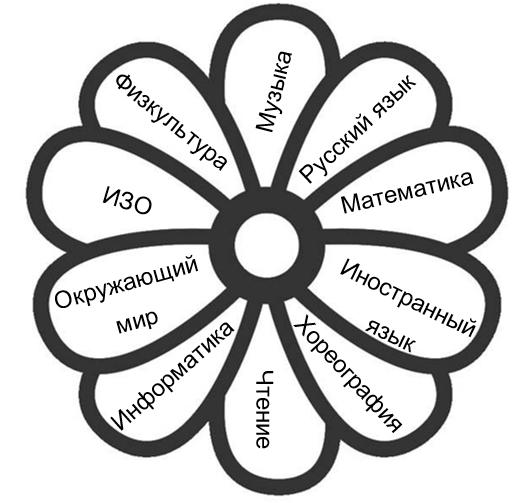 Музыка
Русский язык
Математика
Иностранный
язык
Хореография
Чтение
Информатика
Окружающий
мир
ИЗО
Физкультура